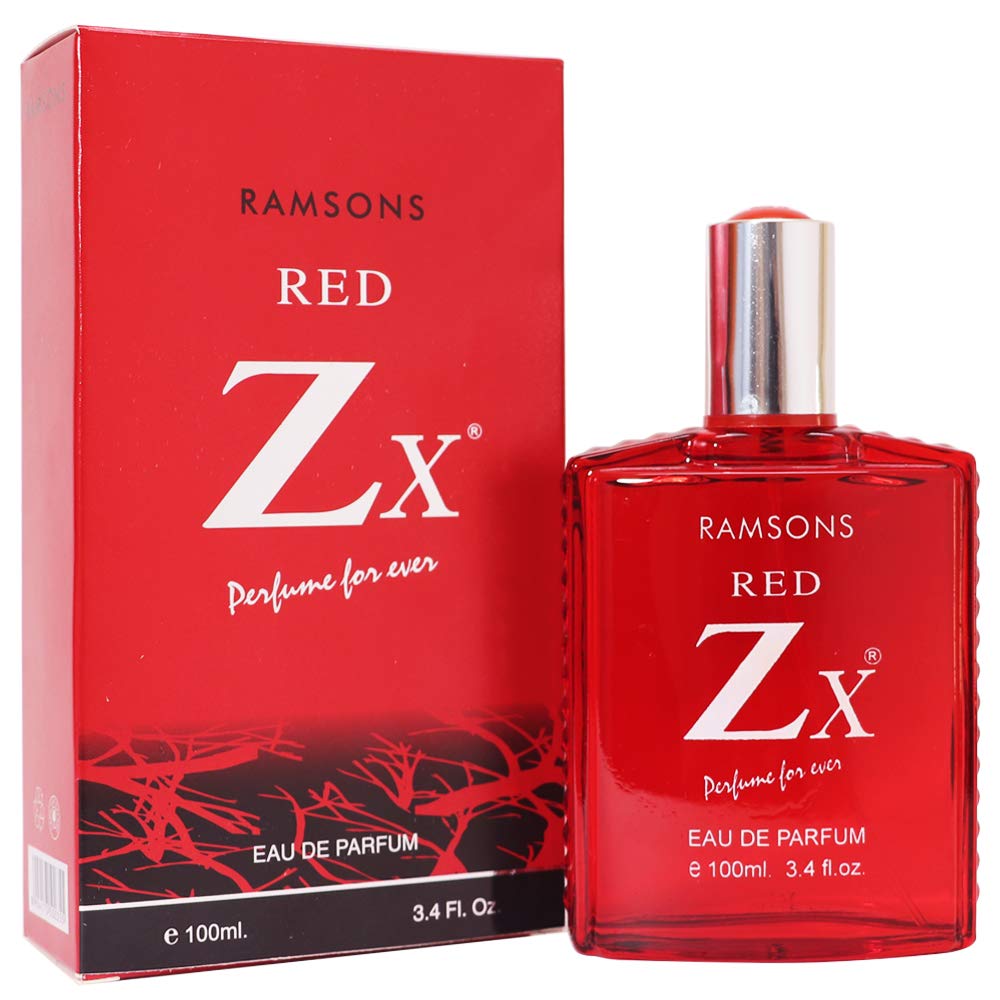 RAMSONS
RAMSONS
RED
Zx®
Perfume for ever
EAU DE PARFUM
e 100ml.
3.4 Fl. Oz.
RAMSONS
RED
Zx®
Perfume for ever
EAU DE PARFUM
e 100ml. 3.4 fl.oz.